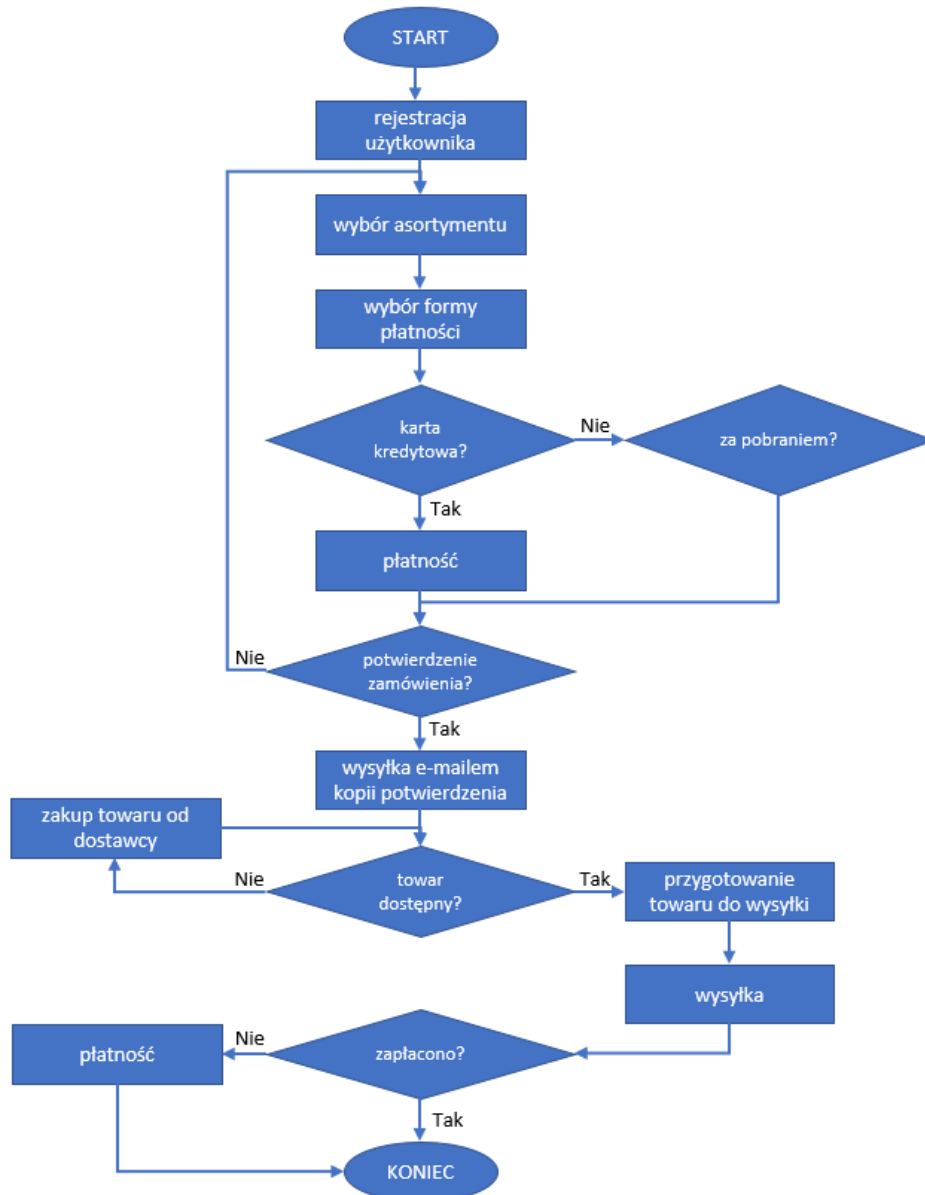 START
rejestracja
użytkownika
wybór asortymentu
wybór formy
płatności
karta
kredytowa?
Nie
za pobraniem?
Tak
płatność
Nie
potwierdzenie
zamówienia?
Tak
wysyłka e-mailem
kopii potwierdzenia
zakup towaru od
dostawcy
Nie
towar
dostępny?
Tak
przygotowanie
towaru do wysyłki
wysyłka
płatność
Nie
zapłacono?
Tak
KONIEC